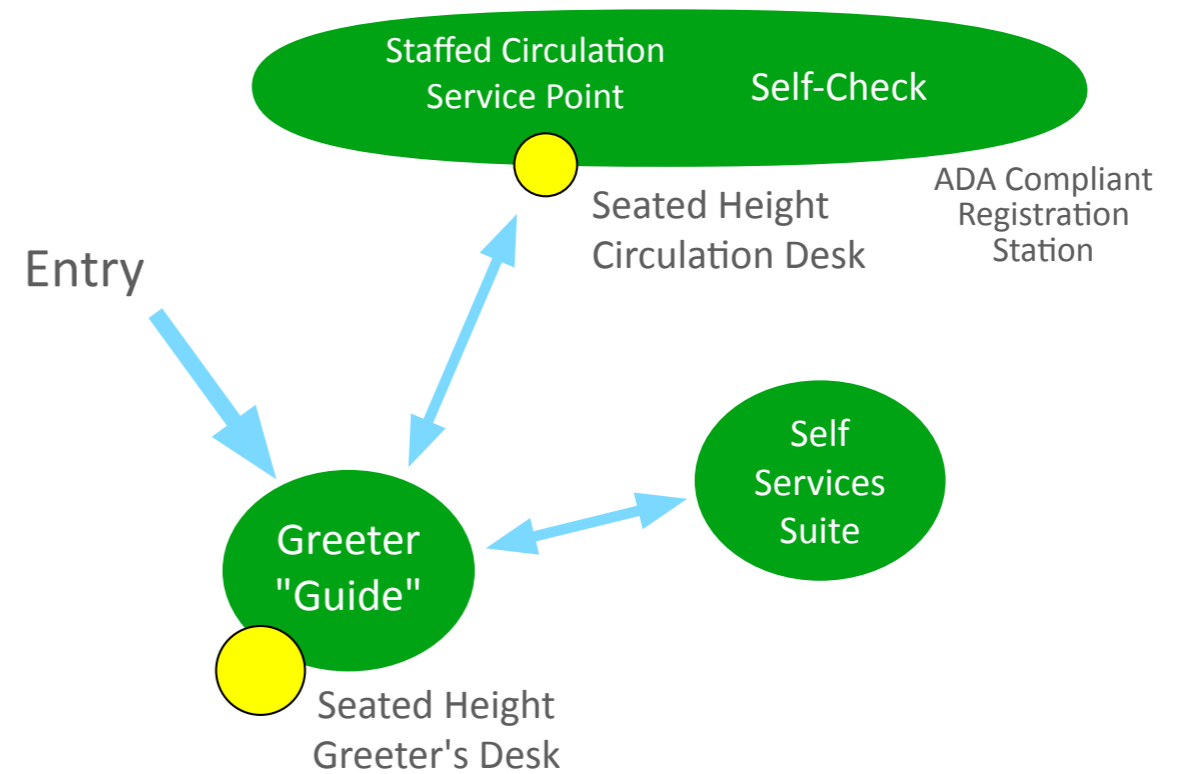 Staffed Circulation
Service Point
Self-Check
ADA Compliant
Registration
Station
Seated Height
Circulation Desk
Entry
Self
Services
Suite
Greeter
"Guide"
Seated Height
Greeter's Desk